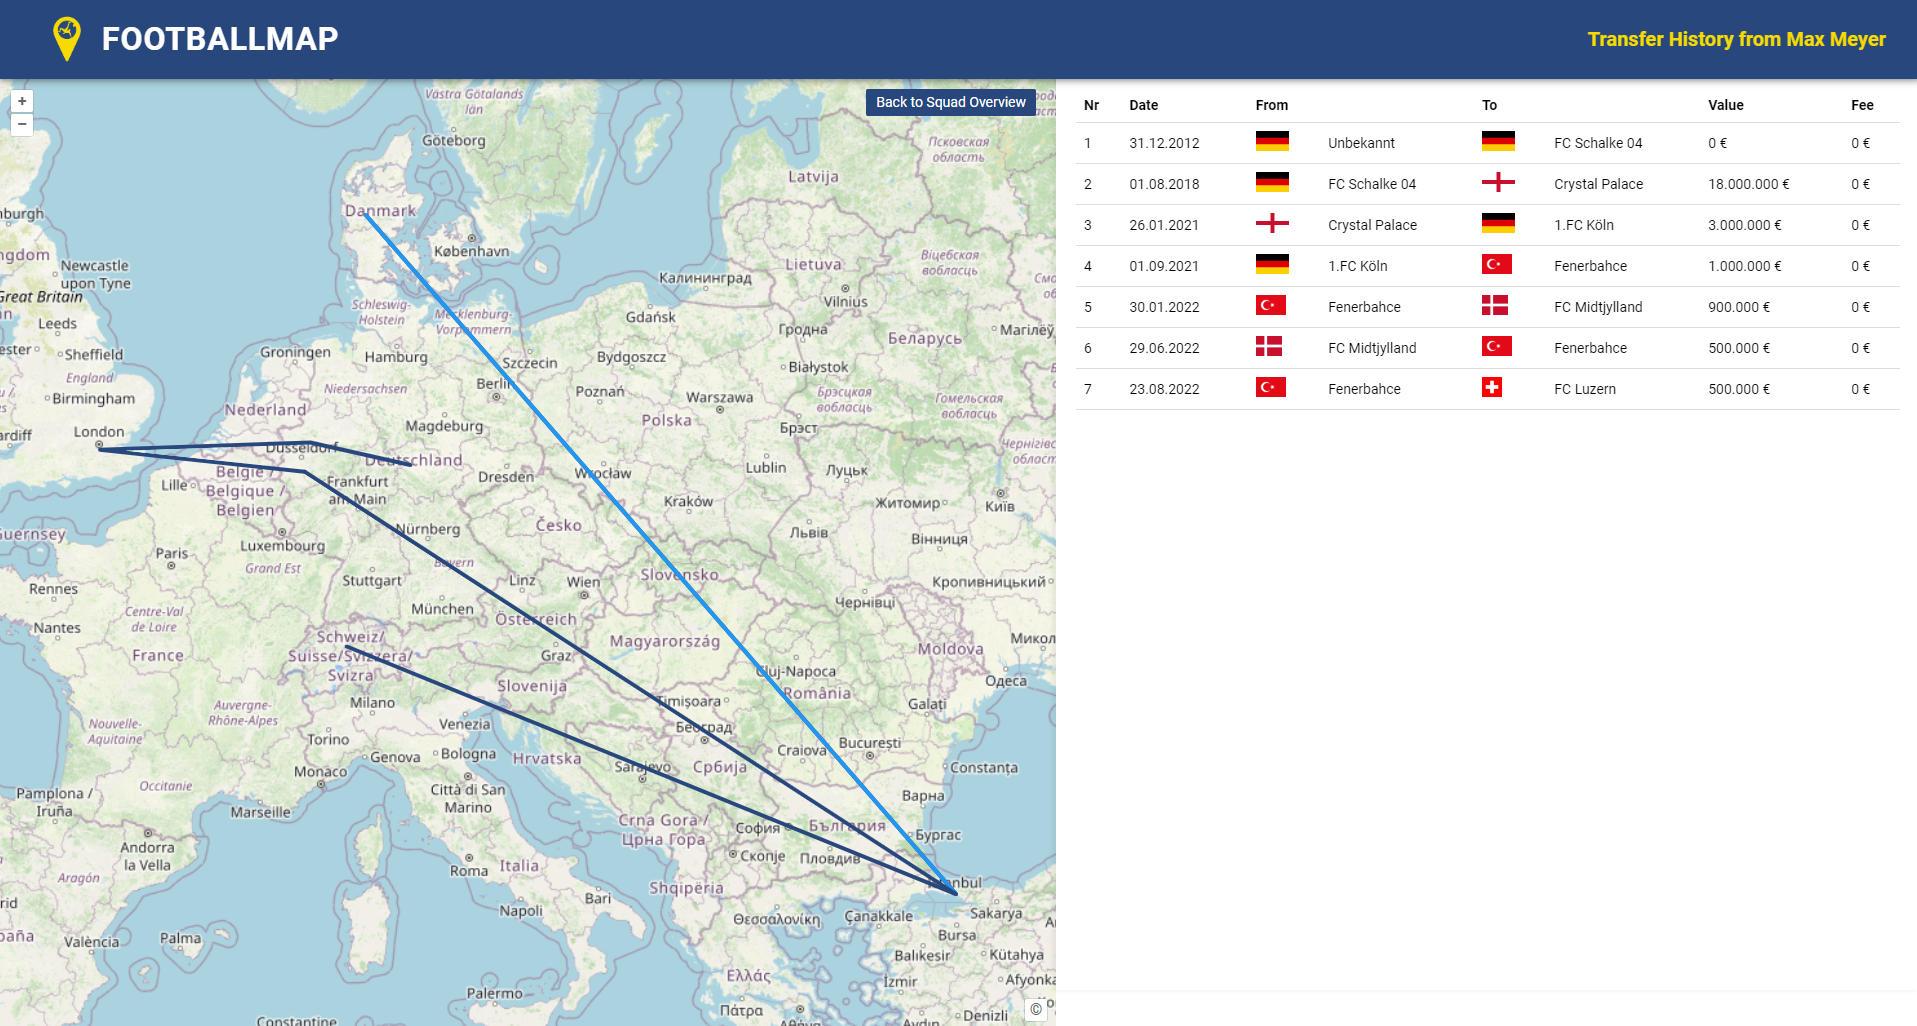 FOOTBALLMAP
Transfer History from Max Meyer
Back to Squad Overview
+
−
Nr Date From To Value Fee
1 31.12.2012 Unbekannt FC Schalke 04 0 € 0 €
2 01.08.2018 FC Schalke 04 Crystal Palace 18.000.000 € 0 €
3 26.01.2021 Crystal Palace 1.FC Köln 3.000.000 € 0 €
4 01.09.2021 1.FC Köln Fenerbahce 1.000.000 € 0 €
5 30.01.2022 Fenerbahce FC Midtjylland 900.000 € 0 €
6 29.06.2022 FC Midtjylland Fenerbahce 500.000 € 0 €
7 23.08.2022 Fenerbahce FC Luzern 500.000 € 0 €
Västra Götalands
län
Göteborg
Псковская
область
Latvija
Danmark
København
Newcastle
upon Tyne
Great Britain
Leeds
Sheffield
England
Birmingham
London
Калининград
Lietuva
Віцебская
вобласць
Vilnius
Schleswig-
Holstein
Mecklenburg-
Vorpommern
Gdańsk
Гродна
Магілёў
Беларусь
Groningen
Hamburg
Szczecin
Bydgoszcz
Białystok
Niedersachsen
Berlin
Poznań
Warszawa
Брэсцкая
вобласць
Гомельская
вобласць
Nederland
Magdeburg
Polska
Брэст
Düsseldorf
Deutschland
Dresden
Wrocław
Lublin
Луцьк
België /
Belgique /
Belgien
Lille
Frankfurt
am Main
Kraków
Житомир
Київ
Guernsey
Nürnberg
Česko
Львів
Вінниця
Luxembourg
Paris
Grand Est
Bayern
Stuttgart
Linz
Wien
Slovensko
Кропивницький
Rennes
München
Österreich
Чернівці
Centre-Val
de Loire
Nantes
France
Schweiz/
Suisse/Svizzera/
Svizra
Graz
Magyarország
Moldova
Cluj-Napoca
Одеса
Slovenija
România
Milano
Timișoara
Galați
Auvergne-
Rhône-Alpes
Nouvelle-
Aquitaine
Venezia
Београд
Torino
Genova
Bologna
Hrvatska
Craiova
București
Monaco
Sarajevo
Србија
Constanța
Occitanie
Pamplona /
Iruña
Marseille
Città di San
Marino
Варна
Crna Gora /
Црна Гора
София
България
Бургас
Andorra
la Vella
Скопје
Пловдив
Aragón
Roma
Italia
Shqipëria
Istanbul
Napoli
Bari
Θεσσαλονίκη
Çanakkale
Sakarya
València
Palma
Bursa
Balıkesir
Kütahya
Ελλάς
İzmir
Palermo
Πάτρα
Αθήνα
Aydın
Denizli
Constantine
©